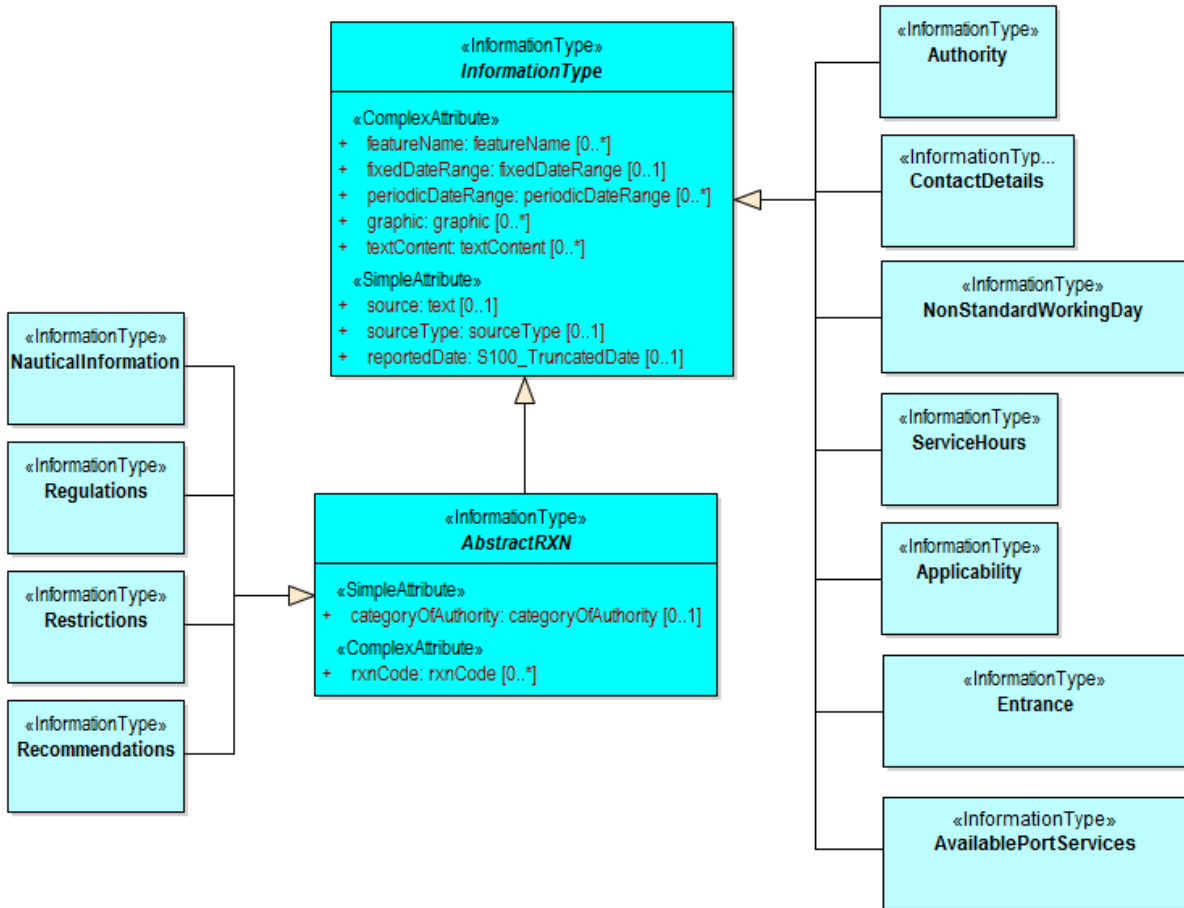 «InformationType»
InformationType
«ComplexAttribute»
+ featureName: featureName [0..*]
+ fixedDateRange: fixedDateRange [0..1]
+ periodicDateRange: periodicDateRange [0..*]
+ graphic: graphic [0..*]
+ textContent: textContent [0..*]
«SimpleAttribute»
+ source: text [0..1]
+ sourceType: sourceType [0..1]
+ reportedDate: S100_TruncatedDate [0..1]
«InformationType»
NauticalInformation
«InformationType»
Regulations
«InformationType»
Restrictions
«InformationType»
Recommendations
«InformationType»
AbstractRXN
«SimpleAttribute»
+ categoryOfAuthority: categoryOfAuthority [0..1]
«ComplexAttribute»
+ rxnCode: rxnCode [0..*]
«InformationType»
Authority
«InformationTyp...
ContactDetails
«InformationType»
NonStandardWorkingDay
«InformationType»
ServiceHours
«InformationType»
Applicability
«InformationType»
Entrance
«InformationType»
AvailablePortServices